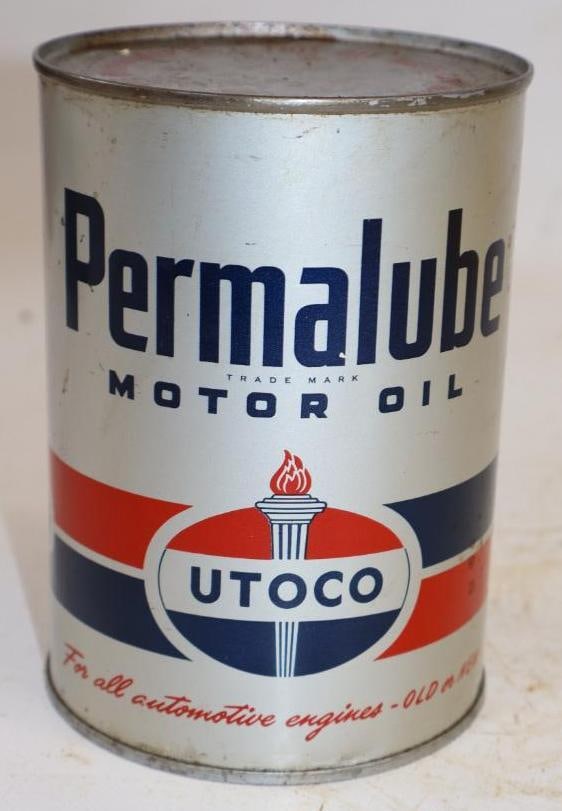 Permalube
TRADE MARK
MOTOR OIL
UTOCO
For all automotive engines - OLD or NEW